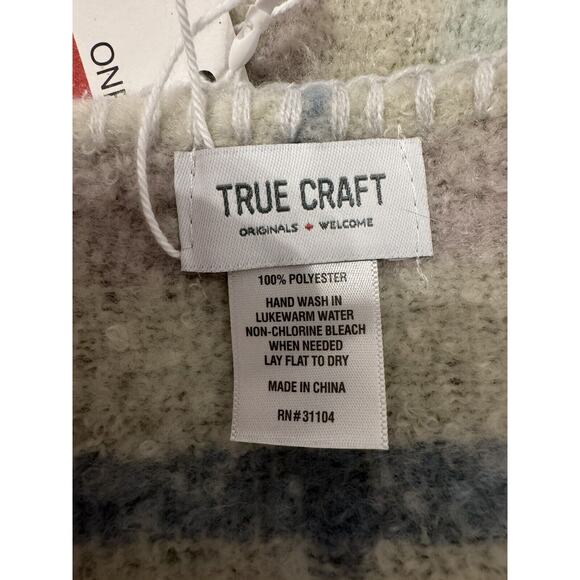 TRUE CRAFT
ORIGINALS WELCOME
100% POLYESTER
HAND WASH IN
LUKEWARM WATER
NON-CHLORINE BLEACH
WHEN NEEDED
LAY FLAT TO DRY
MADE IN CHINA
RN#31104